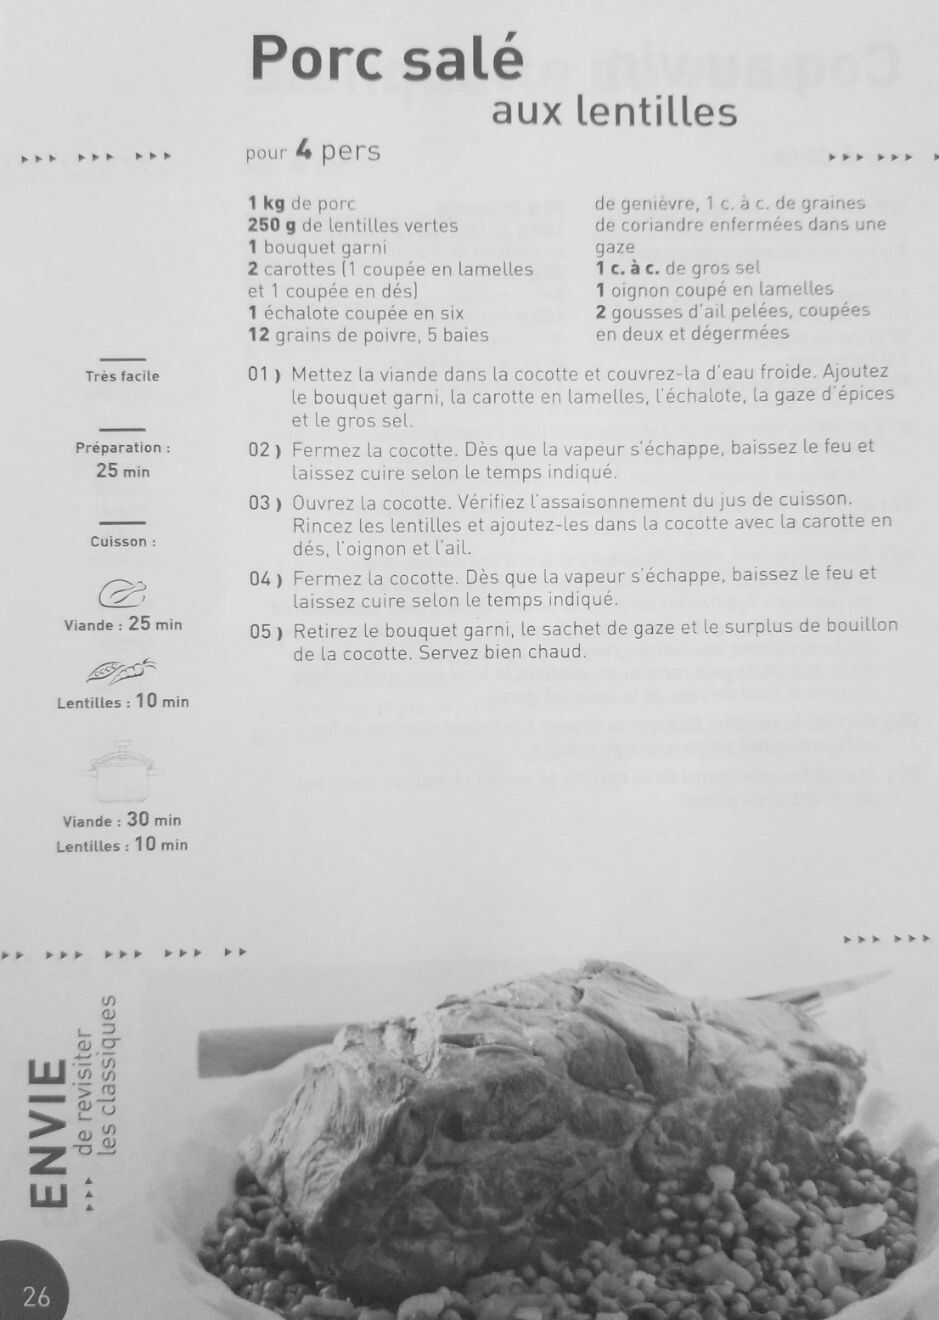 Porc salé
aux lentilles
pour 4 pers
1 kg de porc
250 g de lentilles vertes
1 bouquet garni
2 carottes (1 coupée en lamelles
et 1 coupée en dés)
1 échalote coupée en six
12 grains de poivre, 5 baies
de genièvre, 1 c. à c. de graines
de coriandre enfermées dans une
gaze
1 c. à c. de gros sel
1 oignon coupé en lamelles
2 gousses d'ail pelées, coupées
en deux et dégermées
Très facile
Préparation :
25 min
Cuisson :
Viande : 25 min
Lentilles : 10 min
Viande : 30 min
Lentilles : 10 min
01) Mettez la viande dans la cocotte et couvrez-la d'eau froide. Ajoutez
le bouquet garni, la carotte en lamelles, l'échalote, la gaze d'épices
et le gros sel.
02) Fermez la cocotte. Dès que la vapeur s'échappe, baissez le feu et
laissez cuire selon le temps indiqué.
03) Ouvrez la cocotte. Vérifiez l'assaisonnement du jus de cuisson.
Rincez les lentilles et ajoutez-les dans la cocotte avec la carotte en
dés, l'oignon et l'ail.
04) Fermez la cocotte. Dès que la vapeur s'échappe, baissez le feu et
laissez cuire selon le temps indiqué.
05) Retirez le bouquet garni, le sachet de gaze et le surplus de bouillon
de la cocotte. Servez bien chaud.
ENVIE
de revisiter
les classiques
26